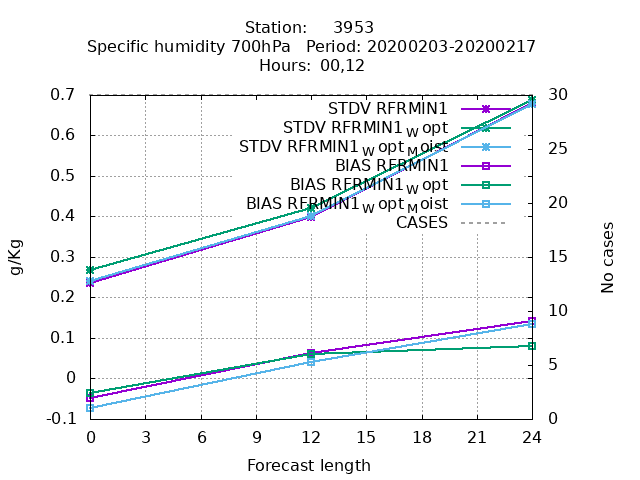 Station: 3953
Specific humidity 700hPa Period: 20200203-20200217
Hours: 00,12
0.7
0.6
0.5
0.4
0.3
0.2
0.1
0
-0.1
g/Kg
STDV RFRMIN1
STDV RFRMIN1_W opt
STDV RFRMIN1_W opt_M oist
BIAS RFRMIN1
BIAS RFRMIN1_W opt
BIAS RFRMIN1_W opt_M oist
CASES
30
25
20
15
10
5
0
No cases
0 3 6 9 12 15 18 21 24
Forecast length